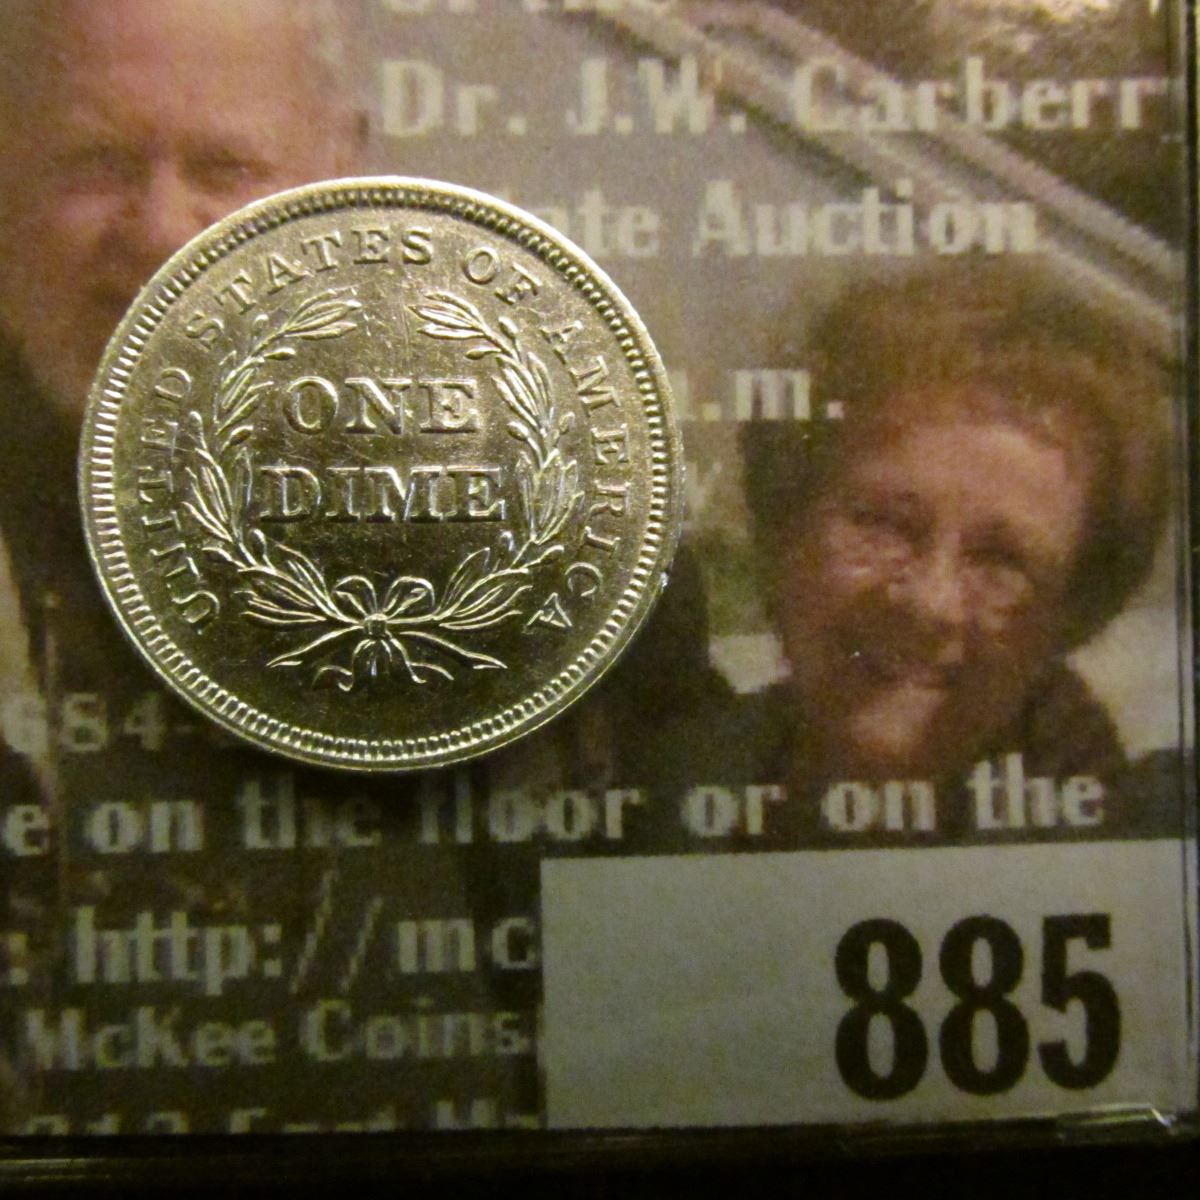 Dr. J.W. Carberr
ate Auction
.m.
UNITED STATES OF AMERICA
ONE
DIME
684-
e on the floor or on the
: http://mc
McKee Coins
885